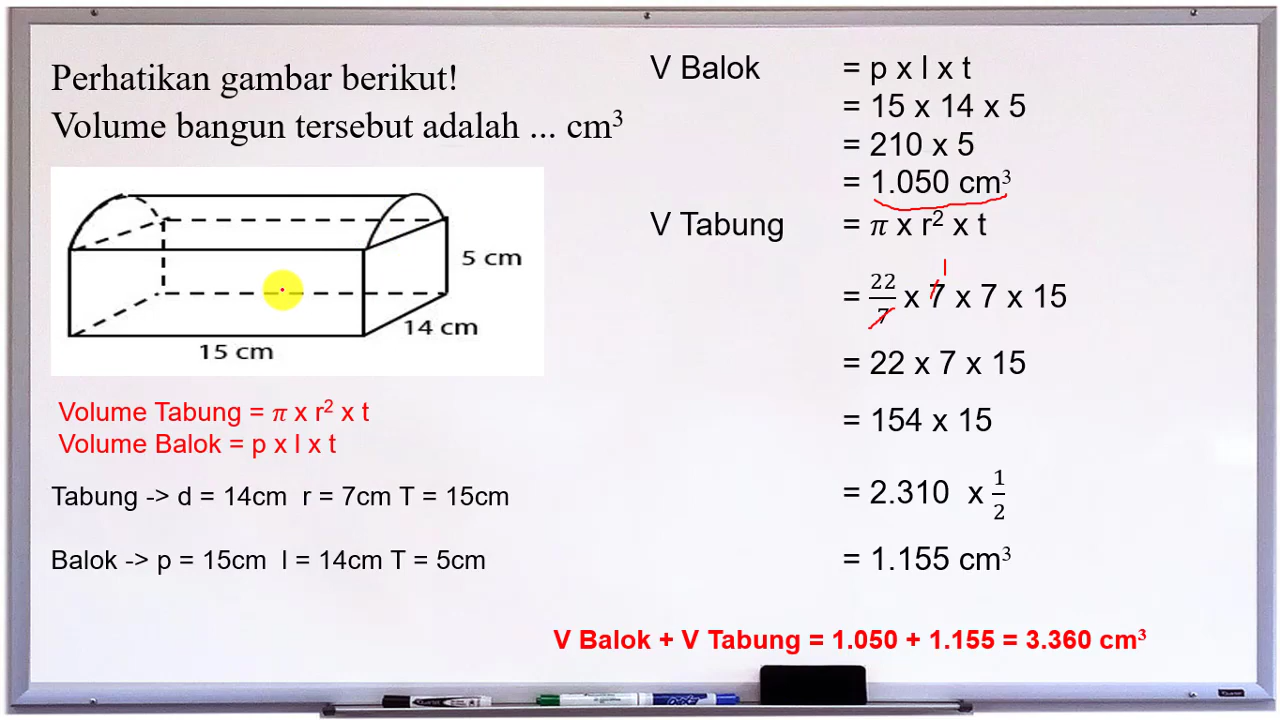 Perhatikan gambar berikut!
Volume bangun tersebut adalah ... cm³
5 cm
14 cm
15 cm
Volume Tabung = π x r² x t
Volume Balok = p x l x t
Tabung -> d = 14cm r = 7cm T = 15cm
Balok -> p = 15cm l = 14cm T = 5cm
V Balok = p x l x t
= 15 x 14 x 5
= 210 x 5
= 1.050 cm³
V Tabung = π x r² x t
1
= 22/7 x 7 x 7 x 15
= 22 x 7 x 15
= 154 x 15
= 2.310 x 1/2
= 1.155 cm³
V Balok + V Tabung = 1.050 + 1.155 = 3.360 cm³